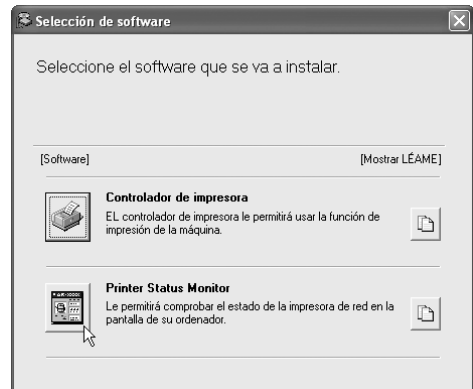 Selección de software
Seleccione el software que se va a instalar.
[Software] [Mostrar LÉAME]
Controlador de impresora
EL controlador de impresora le permitirá usar la función de
impresión de la máquina.
Printer Status Monitor
Le permitirá comprobar el estado de la impresora de red en la
pantalla de su ordenador.